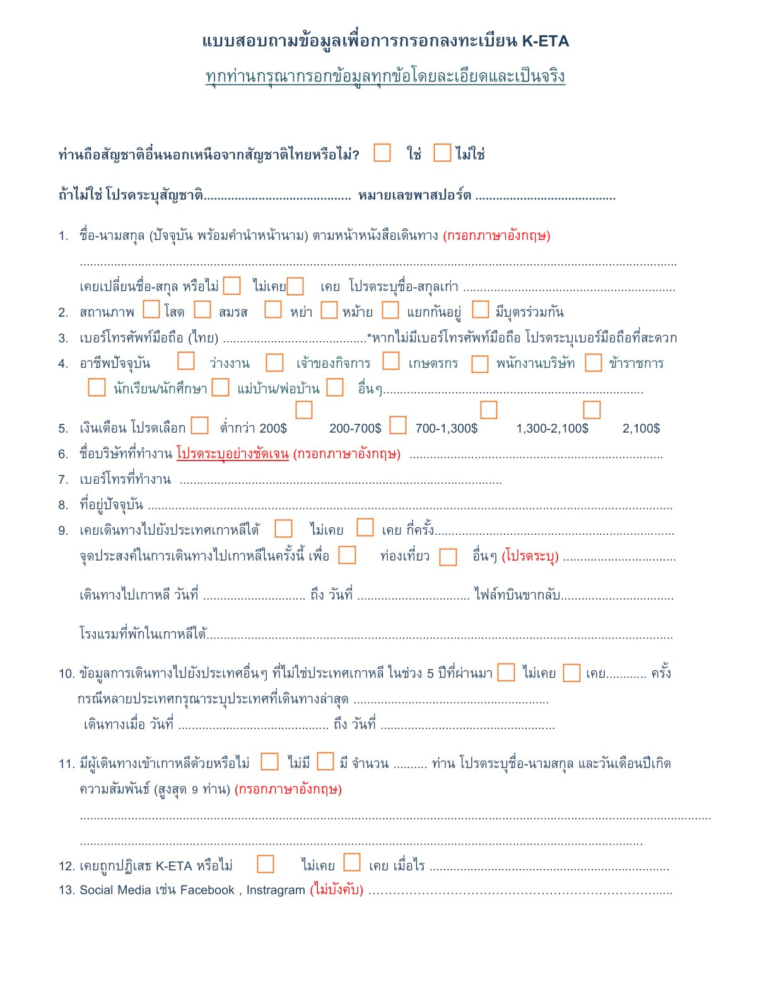 แบบสอบถามข้อมูลเพื่อการกรอกลงทะเบียน K-ETA
ทุกท่านกรุณากรอกข้อมูลทุกข้อโดยละเอียดและเป็นจริง
ท่านถือสัญชาติอื่นนอกเหนือจากสัญชาติไทยหรือไม่? ☐ ใช่ ☐ ไม่ใช่
ถ้าไม่ใช่ โปรดระบุสัญชาติ........................................... หมายเลขพาสปอร์ต .........................................
1. ชื่อ-นามสกุล (ปัจจุบัน พร้อมคำนำหน้านาม) ตามหน้าหนังสือเดินทาง (กรอกภาษาอังกฤษ)
..............................................................................................................................
เคยเปลี่ยนชื่อ-สกุล หรือไม่ ☐ ไม่เคย ☐ เคย โปรดระบุชื่อ-สกุลเก่า ..............................................................
2. สถานภาพ ☐ โสด ☐ สมรส ☐ หย่า ☐ หม้าย ☐ แยกกันอยู่ ☐ มีบุตรร่วมกัน
3. เบอร์โทรศัพท์มือถือ (ไทย) ..........................................*หากไม่มีเบอร์โทรศัพท์มือถือ โปรดระบุเบอร์มือถือที่สะดวก
4. อาชีพปัจจุบัน ☐ ว่างงาน ☐ เจ้าของกิจการ ☐ เกษตรกร ☐ พนักงานบริษัท ☐ ข้าราชการ
☐ นักเรียน/นักศึกษา ☐ แม่บ้าน/พ่อบ้าน ☐ อื่นๆ............................................................................
5. เงินเดือน โปรดเลือก ☐ ต่ำกว่า 200$ ☐ 200-700$ ☐ 700-1,300$ ☐ 1,300-2,100$ ☐ 2,100$
6. ชื่อบริษัทที่ทำงาน โปรดระบุอย่างชัดเจน (กรอกภาษาอังกฤษ) ..........................................................................
7. เบอร์โทรที่ทำงาน ..............................................................................................
8. ที่อยู่ปัจจุบัน ..............................................................................................................................
9. เคยเดินทางไปยังประเทศเกาหลีใต้ ☐ ไม่เคย ☐ เคย กี่ครั้ง......................................................................
จุดประสงค์ในการเดินทางไปเกาหลีในครั้งนี้ เพื่อ ☐ ท่องเที่ยว ☐ อื่นๆ (โปรดระบุ) .................................
เดินทางไปเกาหลี วันที่ .............................. ถึง วันที่ ................................. ไฟล์ทบินขากลับ.................................
โรงแรมที่พักในเกาหลีใต้..............................................................................................................................
10. ข้อมูลการเดินทางไปยังประเทศอื่นๆ ที่ไม่ใช่ประเทศเกาหลี ในช่วง 5 ปีที่ผ่านมา ☐ ไม่เคย ☐ เคย............ ครั้ง
กรณีหลายประเทศกรุณาระบุประเทศที่เดินทางล่าสุด .........................................................
เดินทางเมื่อ วันที่ ............................................ ถึง วันที่ ...................................................
11. มีผู้เดินทางเข้าเกาหลีด้วยหรือไม่ ☐ ไม่มี ☐ มี จำนวน .......... ท่าน โปรดระบุชื่อ-นามสกุล และวันเดือนปีเกิด
ความสัมพันธ์ (สูงสุด 9 ท่าน) (กรอกภาษาอังกฤษ)
..............................................................................................................................
..............................................................................................................................
12. เคยถูกปฏิเสธ K-ETA หรือไม่ ☐ ไม่เคย ☐ เคย เมื่อไร ......................................................................
13. Social Media เช่น Facebook , Instragram (ไม่บังคับ) ……………………………………………………………......